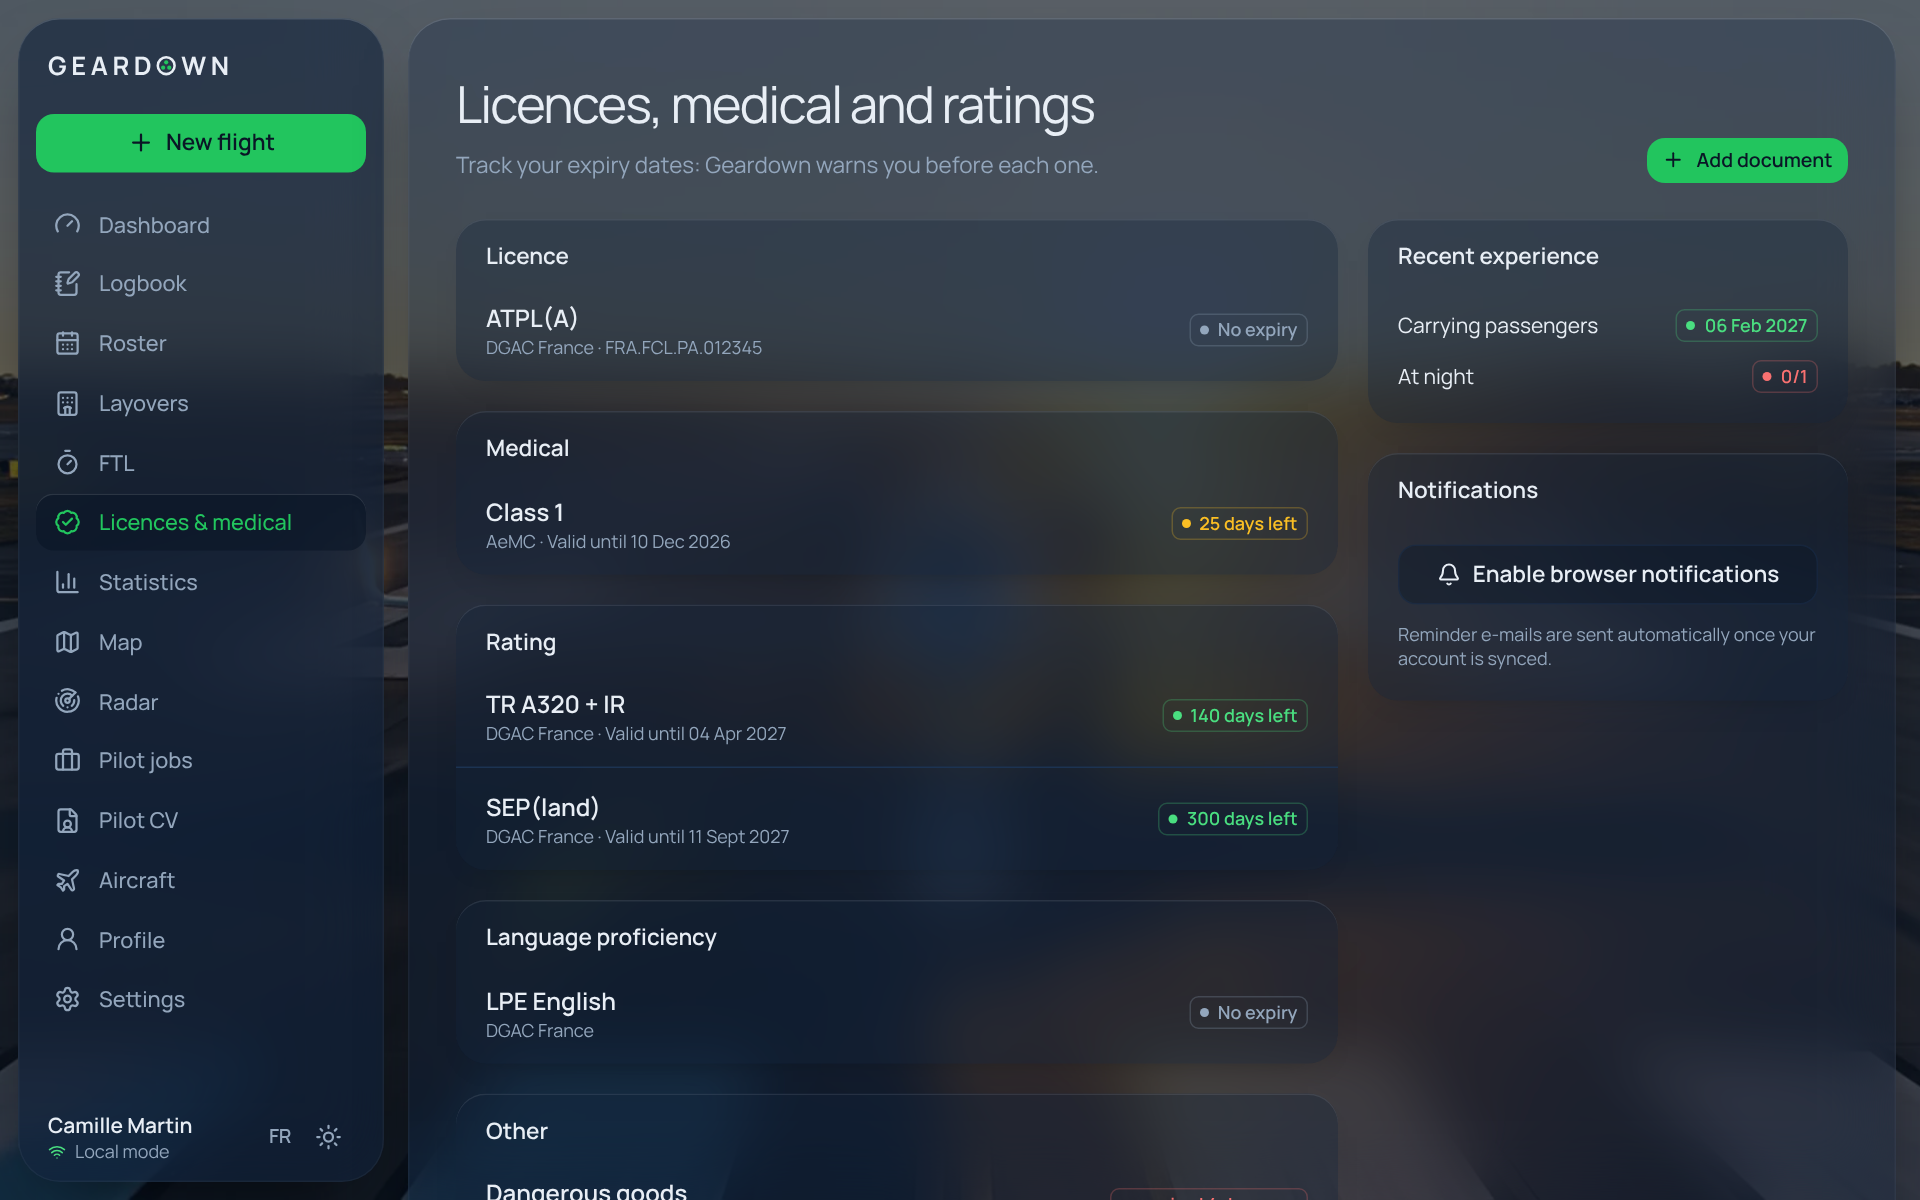 GEARDOWN
New flight
Dashboard
Logbook
Roster
Layovers
FTL
Licences & medical
Statistics
Map
Radar
Pilot jobs
Pilot CV
Aircraft
Profile
Settings
Camille Martin
Local mode
FR
Licences, medical and ratings
Track your expiry dates: Geardown warns you before each one.
Add document
Licence
ATPL(A)
DGAC France · FRA.FCL.PA.012345
No expiry
Medical
Class 1
AeMC · Valid until 10 Dec 2026
25 days left
Rating
TR A320 + IR
DGAC France · Valid until 04 Apr 2027
140 days left
SEP(land)
DGAC France · Valid until 11 Sept 2027
300 days left
Language proficiency
LPE English
DGAC France
No expiry
Other
Dangerous goods
Recent experience
Carrying passengers
06 Feb 2027
At night
0/1
Notifications
Enable browser notifications
Reminder e-mails are sent automatically once your
account is synced.